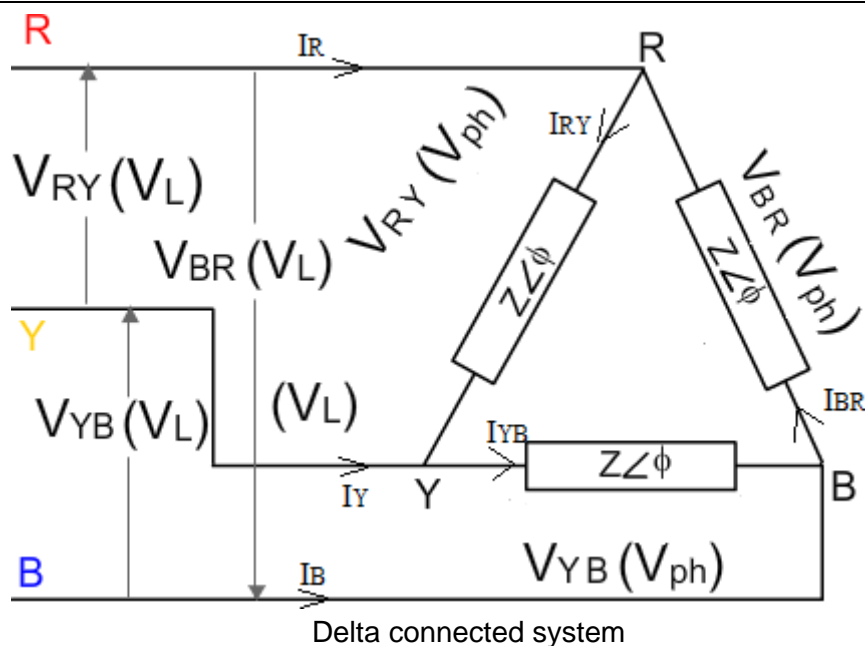 R
IR
R
IRY
VRY (VL)
VRY (Vph)
VBR (VL)
VBR (Vph)
Z∠ϕ
Z∠ϕ
Y
VYB (VL)
(VL)
IYB
IBR
Z∠ϕ
IY
Y
B
B
IB
VYB (Vph)
Delta connected system